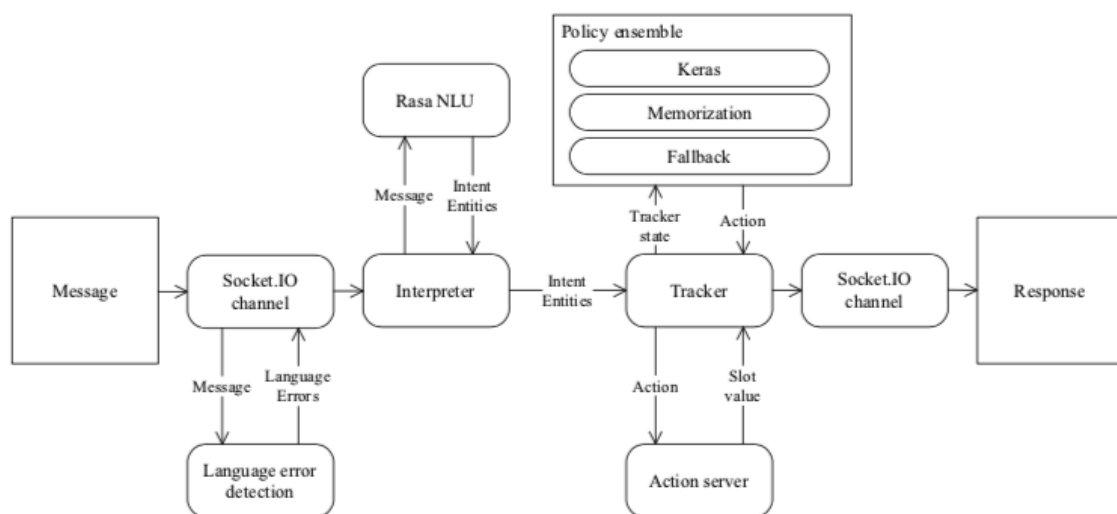 Policy ensemble
Keras
Memorization
Fallback
Rasa NLU
Message
Intent
Entities
Tracker
state
Action
Message
Socket.IO
channel
Interpreter
Intent
Entities
Tracker
Socket.IO
channel
Response
Message
Language
Errors
Action
Slot
value
Language error
detection
Action server